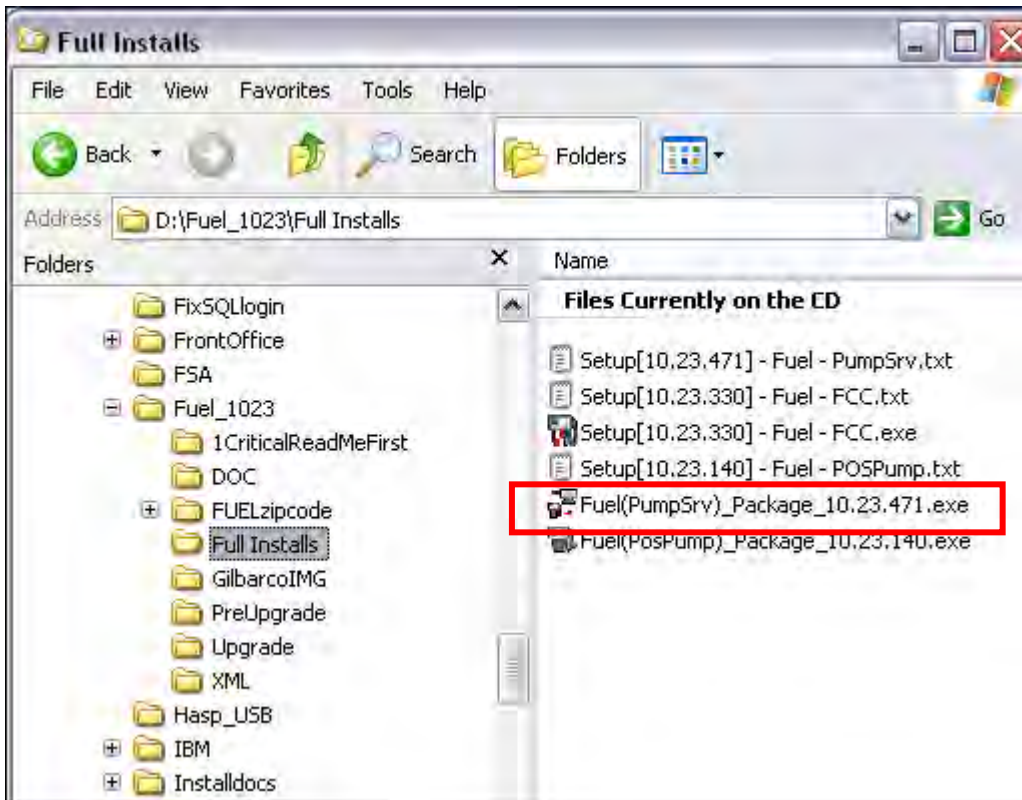 Full Installs
File Edit View Favorites Tools Help
Back Search Folders
Address D:\Fuel_1023\Full Installs Go
Folders
FixSQLlogin
FrontOffice
FSA
Fuel_1023
1CriticalReadMeFirst
DOC
FUELzipcode
Full Installs
GilbarcoIMG
PreUpgrade
Upgrade
XML
Hasp_USB
IBM
Installdocs
Name
Files Currently on the CD
Setup[10.23.471] - Fuel - PumpSrv.txt
Setup[10.23.330] - Fuel - FCC.txt
Setup[10.23.330] - Fuel - FCC.exe
Setup[10.23.140] - Fuel - POSPump.txt
Fuel(PumpSrv)_Package_10.23.471.exe
Fuel(PosPump)_Package_10.23.140.exe